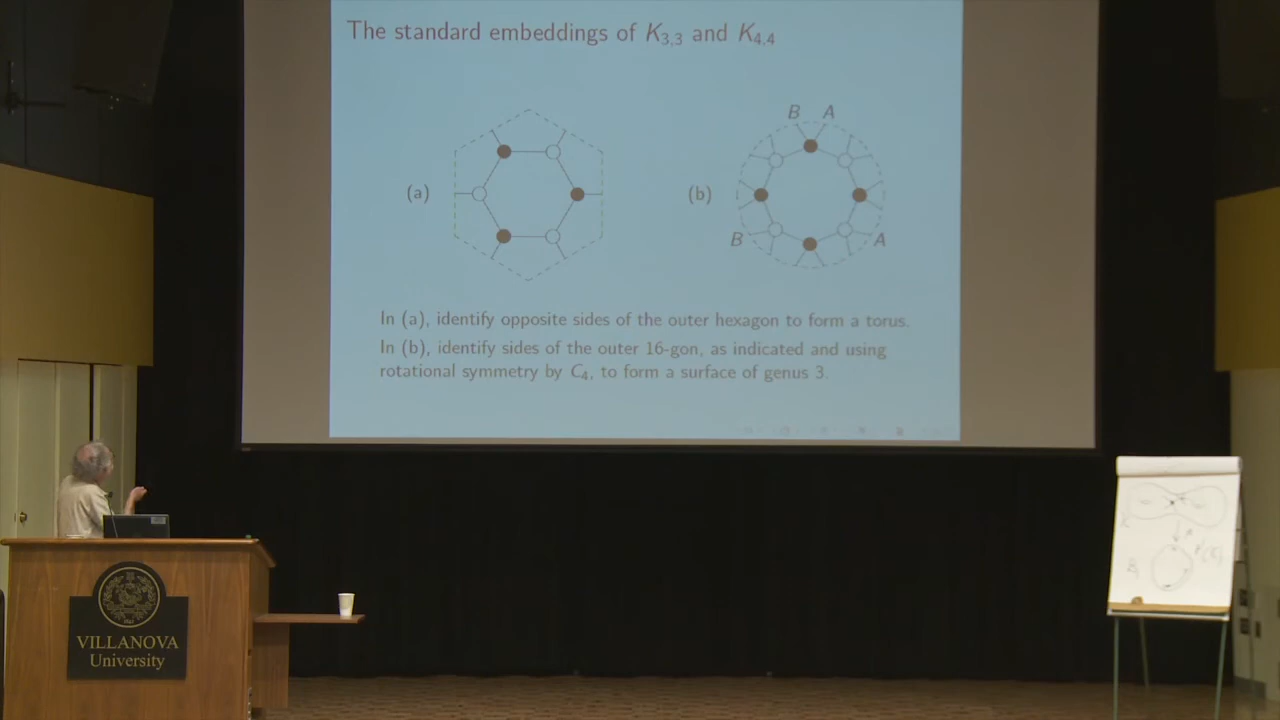 The standard embeddings of K3,3 and K4,4
B A
(a)
(b)
B
A
In (a), identify opposite sides of the outer hexagon to form a torus.
In (b), identify sides of the outer 16-gon, as indicated and using
rotational symmetry by C4, to form a surface of genus 3.
VILLANOVA
University